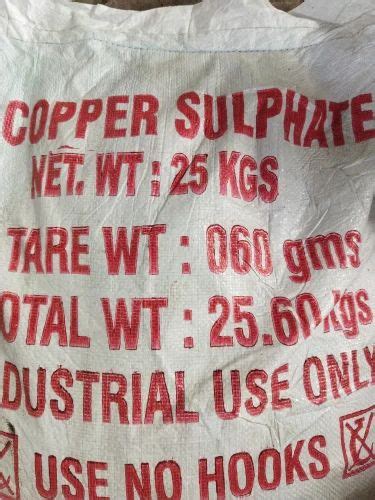 COPPER SULPHATE
NET. WT : 25 KGS
TARE WT : 060 gms
OTAL WT : 25.60 kgs
DUSTRIAL USE ONLY
USE NO HOOKS